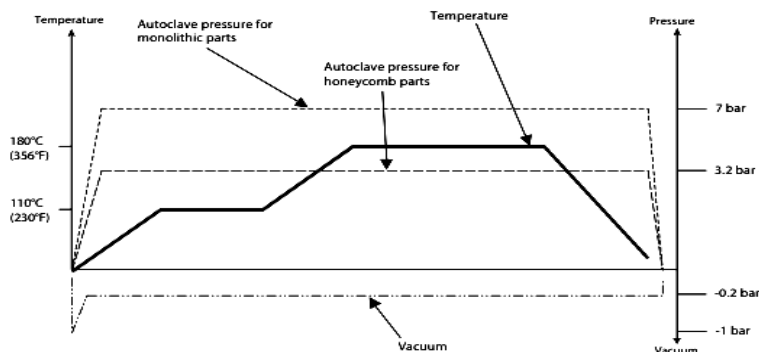 Temperature
Pressure
Autoclave pressure for
monolithic parts
Temperature
Autoclave pressure for
honeycomb parts
7 bar
180°C
(356°F)
3.2 bar
110°C
(230°F)
-0.2 bar
-1 bar
Vacuum
Vacuum